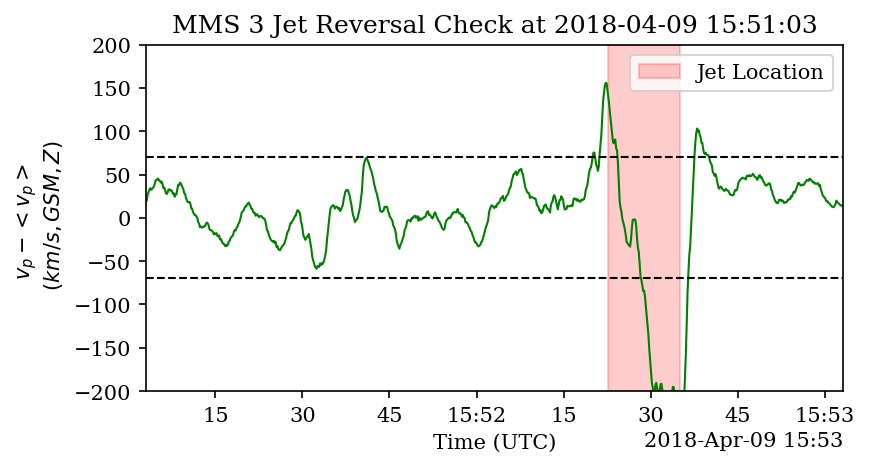 MMS 3 Jet Reversal Check at 2018-04-09 15:51:03
Jet Location
v_p − < v_p >
(km/s, GSM, Z)
200
150
100
50
0
−50
−100
−150
−200
15 30 45 15:52 15 30 45 15:53
Time (UTC)
2018-Apr-09 15:53